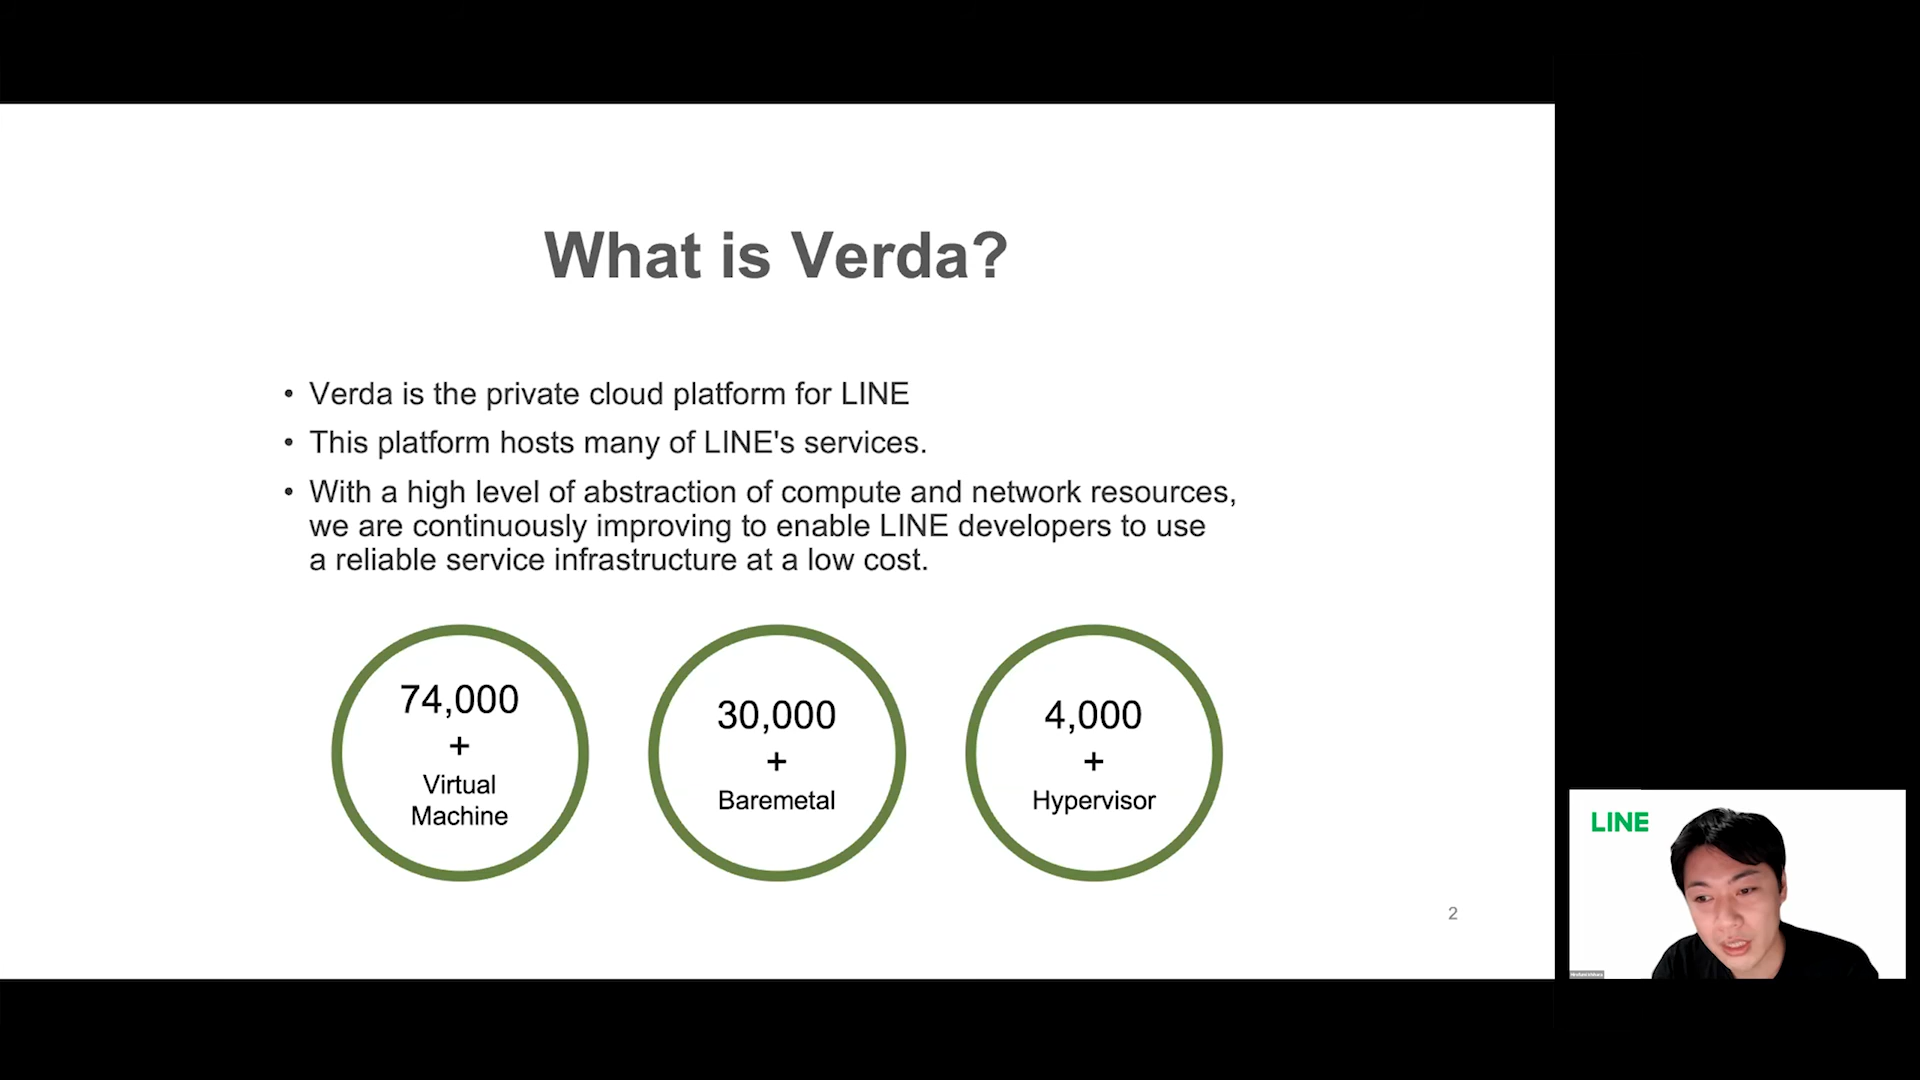 What is Verda?
• Verda is the private cloud platform for LINE
• This platform hosts many of LINE's services.
• With a high level of abstraction of compute and network resources,
we are continuously improving to enable LINE developers to use
a reliable service infrastructure at a low cost.
74,000
+
Virtual
Machine
30,000
+
Baremetal
4,000
+
Hypervisor
2
LINE